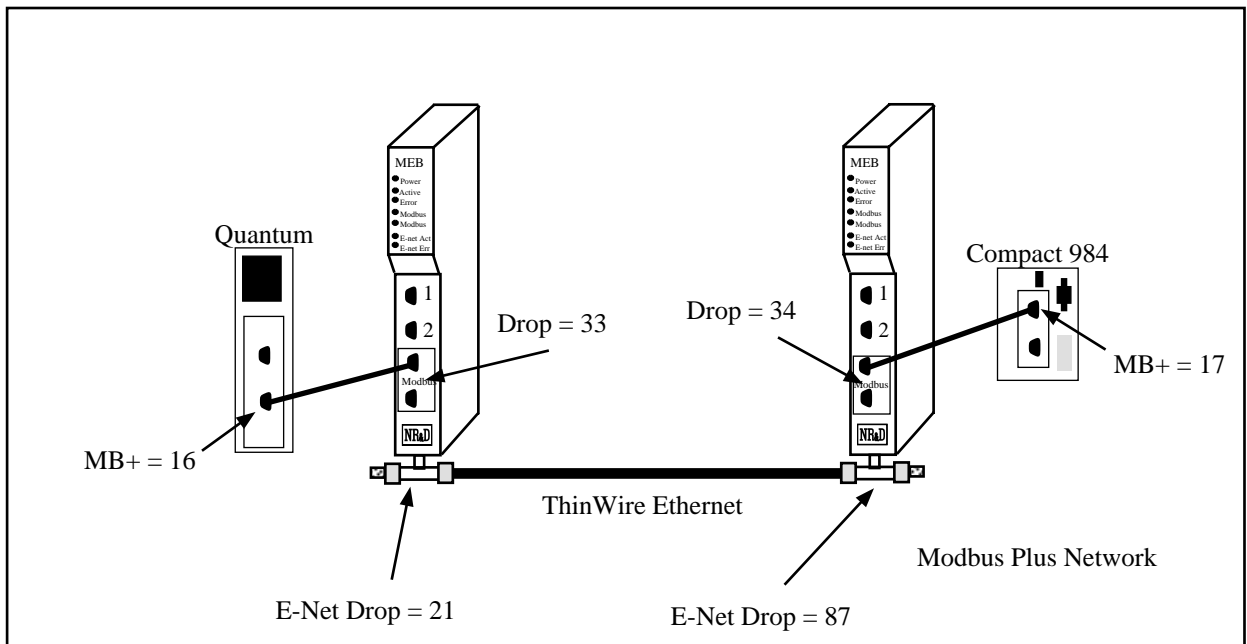 MEB
Power
Active
Error
Modbus
Modbus
E-net Act
E-net Err
1
2
Modbus
NR&D
MEB
Power
Active
Error
Modbus
Modbus
E-net Act
E-net Err
1
2
Modbus
NR&D
Quantum
Compact 984
Drop = 33
Drop = 34
MB+ = 17
MB+ = 16
ThinWire Ethernet
Modbus Plus Network
E-Net Drop = 21
E-Net Drop = 87